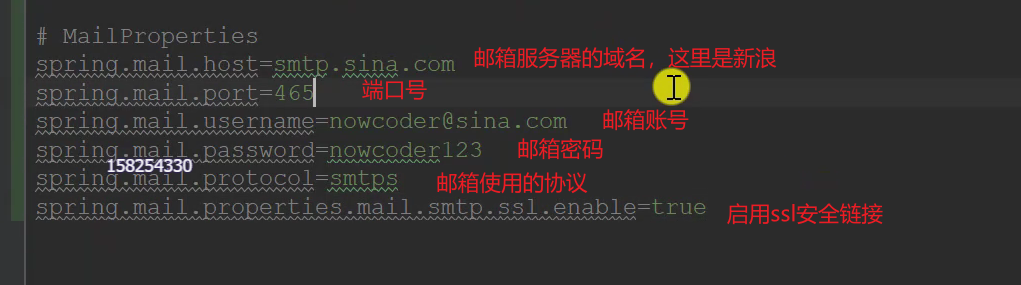 # MailProperties
spring.mail.host=smtp.sina.com 邮箱服务器的域名，这里是新浪
spring.mail.port=465 端口号
spring.mail.username=nowcoder@sina.com 邮箱账号
spring.mail.password=nowcoder123 邮箱密码
158254330
spring.mail.protocol=smtps 邮箱使用的协议
spring.mail.properties.mail.smtp.ssl.enable=true 启用ssl安全链接